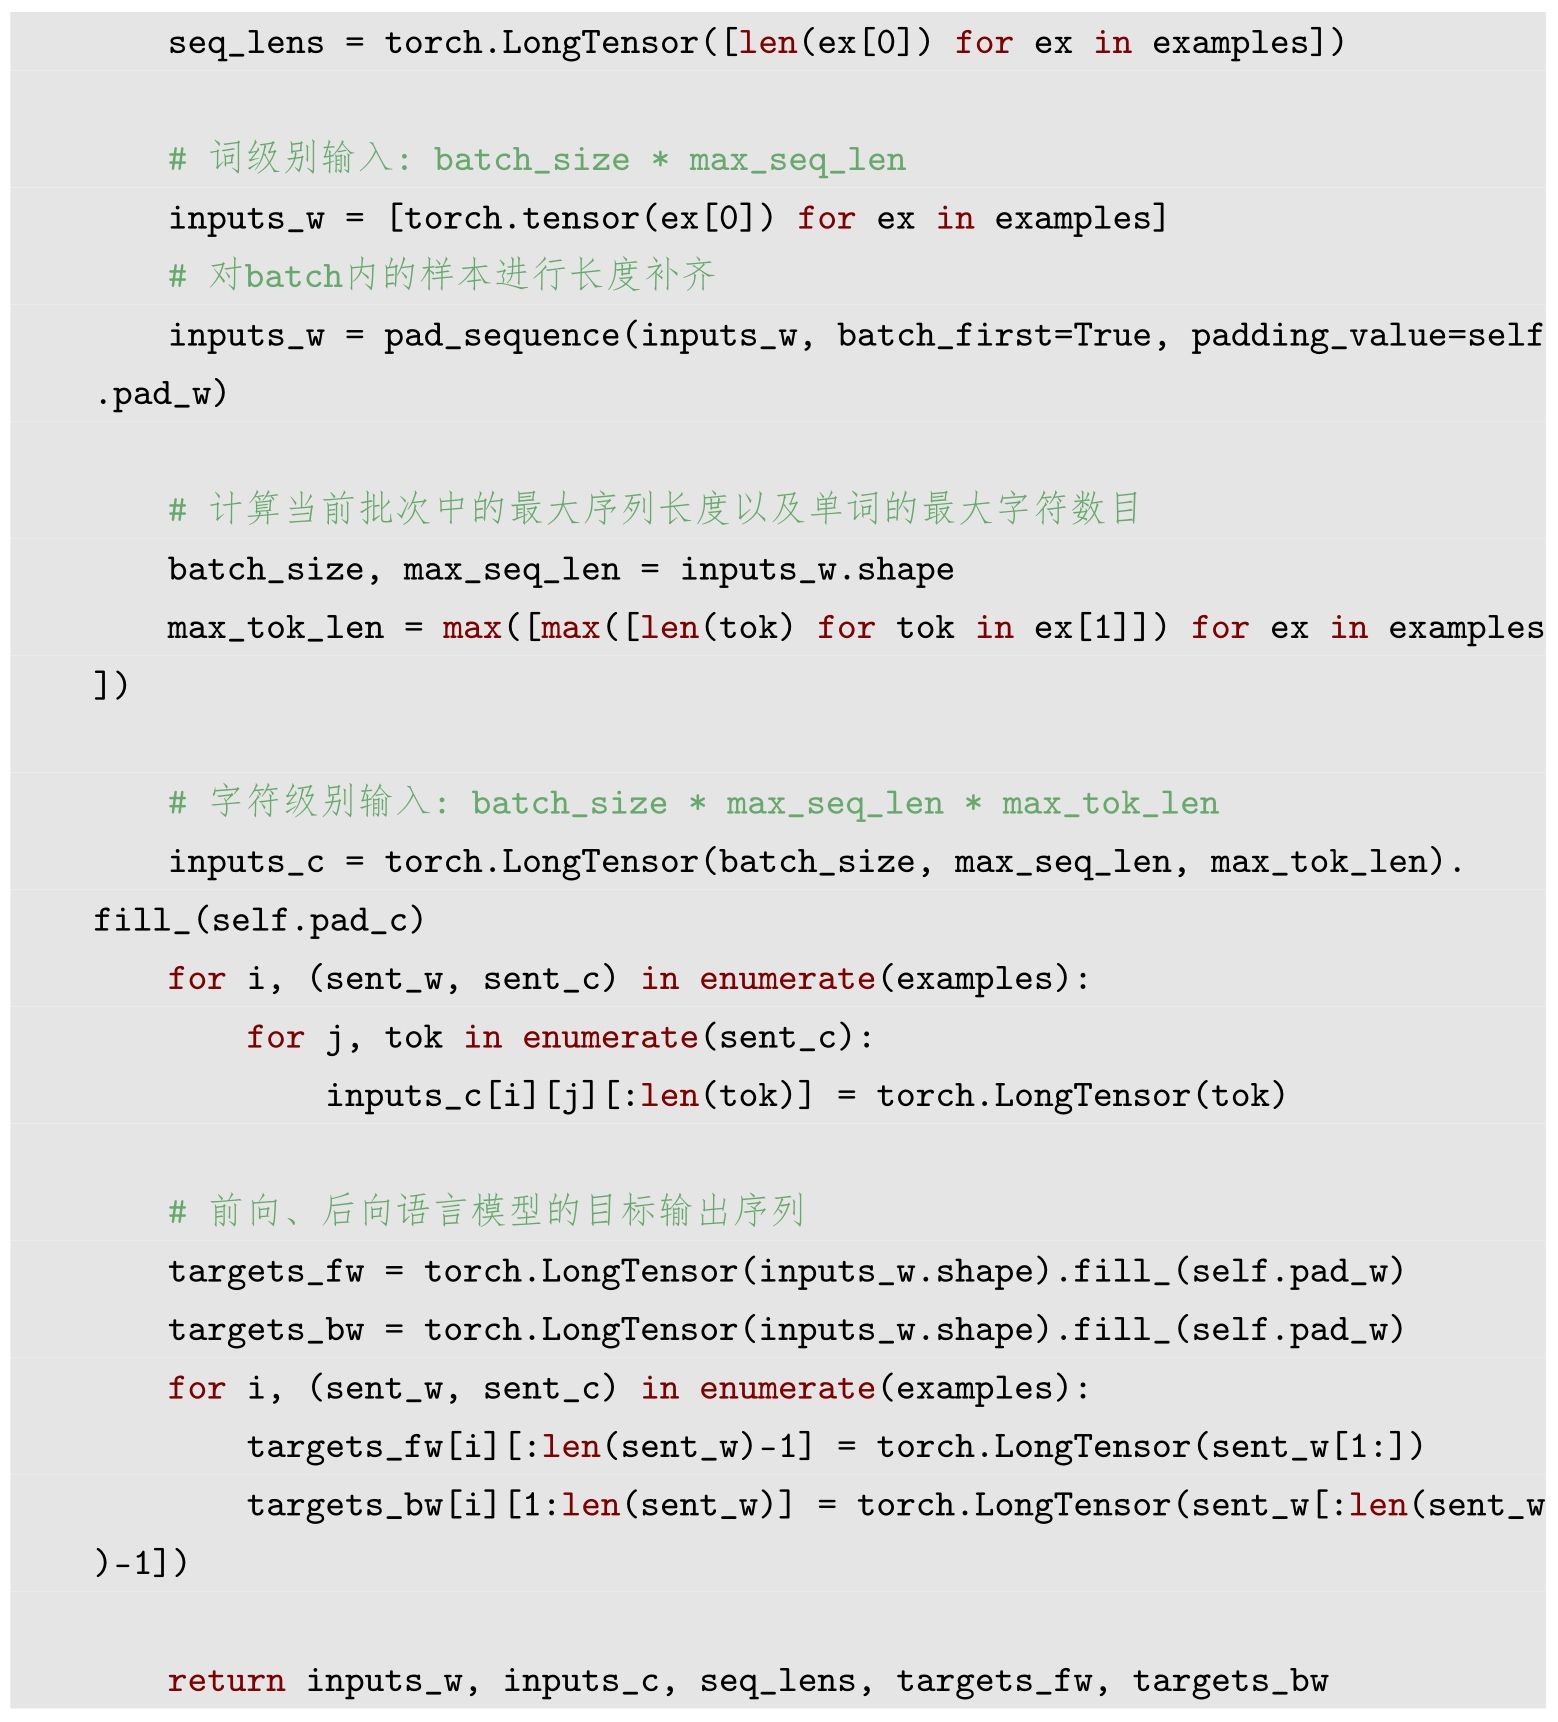 seq_lens = torch.LongTensor([len(ex[0]) for ex in examples])
# 词级别输入: batch_size * max_seq_len
inputs_w = [torch.tensor(ex[0]) for ex in examples]
# 对batch内的样本进行长度补齐
inputs_w = pad_sequence(inputs_w, batch_first=True, padding_value=self
.pad_w)
# 计算当前批次中的最大序列长度以及单词的最大字符数目
batch_size, max_seq_len = inputs_w.shape
max_tok_len = max([max([len(tok) for tok in ex[1]]) for ex in examples
])
# 字符级别输入: batch_size * max_seq_len * max_tok_len
inputs_c = torch.LongTensor(batch_size, max_seq_len, max_tok_len).
fill_(self.pad_c)
for i, (sent_w, sent_c) in enumerate(examples):
for j, tok in enumerate(sent_c):
inputs_c[i][j][:len(tok)] = torch.LongTensor(tok)
# 前向、后向语言模型的目标输出序列
targets_fw = torch.LongTensor(inputs_w.shape).fill_(self.pad_w)
targets_bw = torch.LongTensor(inputs_w.shape).fill_(self.pad_w)
for i, (sent_w, sent_c) in enumerate(examples):
targets_fw[i][:len(sent_w)-1] = torch.LongTensor(sent_w[1:])
targets_bw[i][1:len(sent_w)] = torch.LongTensor(sent_w[:len(sent_w
)-1])
return inputs_w, inputs_c, seq_lens, targets_fw, targets_bw